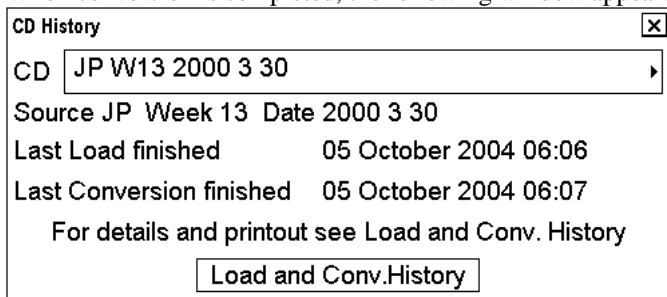 CD History
CD JP W13 2000 3 30
Source JP Week 13 Date 2000 3 30
Last Load finished 05 October 2004 06:06
Last Conversion finished 05 October 2004 06:07
For details and printout see Load and Conv. History
Load and Conv.History